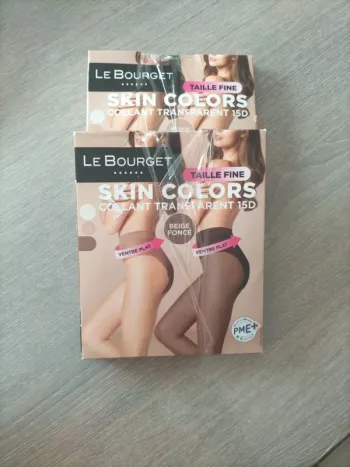 LE BOURGET
TAILLE FINE
SKIN COLORS
COLLANT TRANSPARENT 15D
LE BOURGET
TAILLE FINE
SKIN COLORS
COLLANT TRANSPARENT 15D
BEIGE
FONCÉ
VENTRE PLAT
VENTRE PLAT
PME+